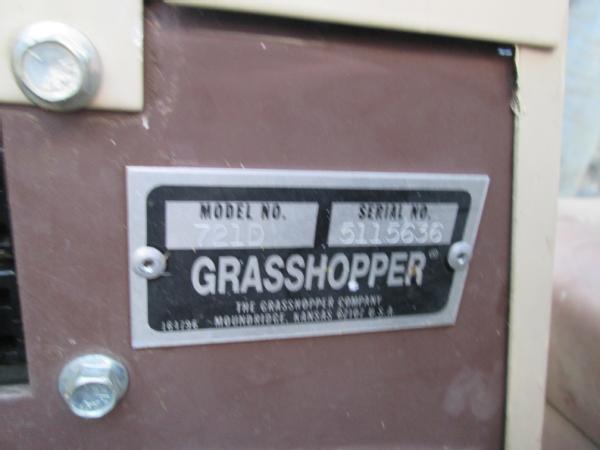 MODEL NO. SERIAL NO.
721D 5115636
GRASSHOPPER®
THE GRASSHOPPER COMPANY
MOUNDRIDGE, KANSAS U.S.A.